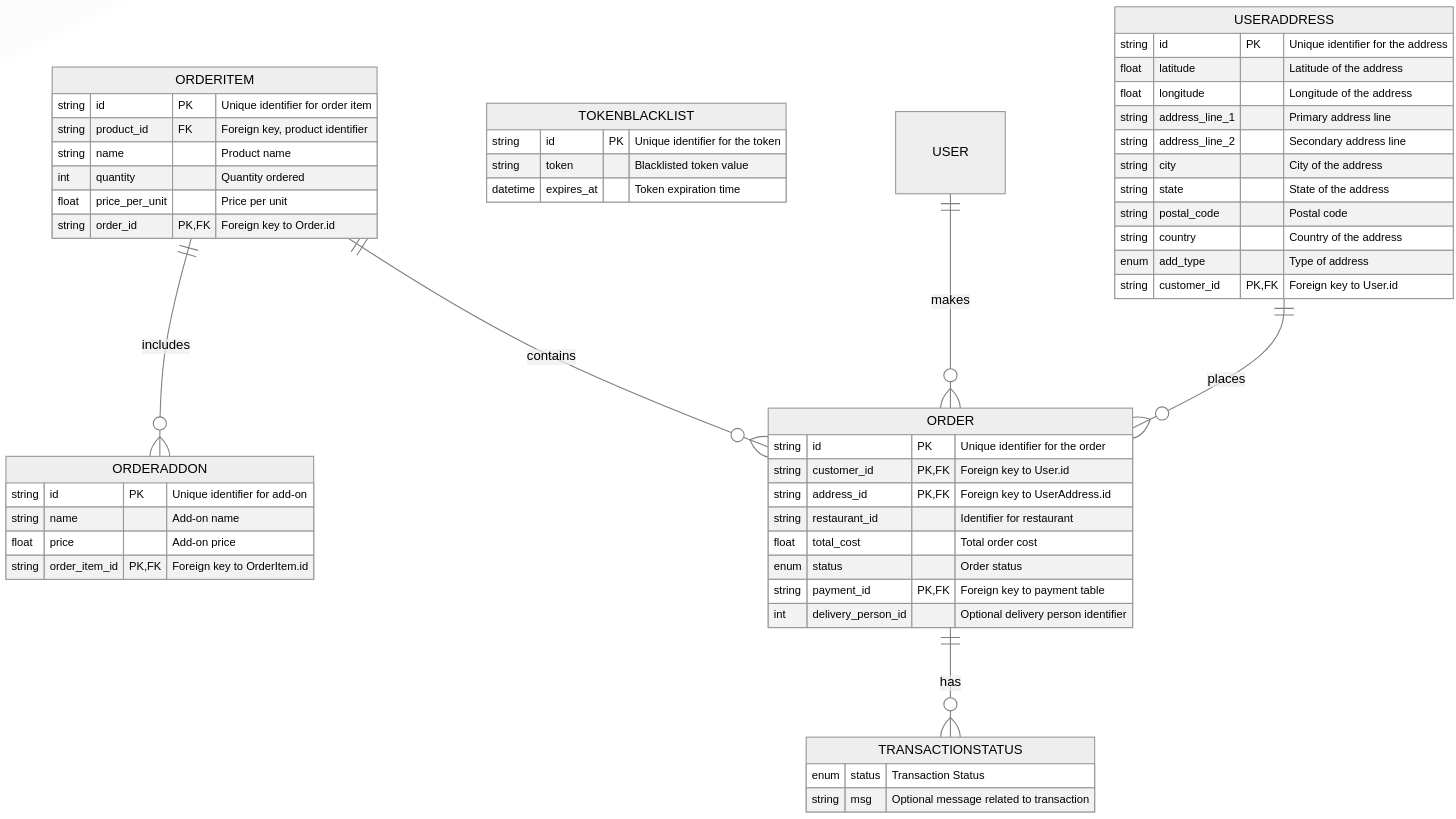 USERADDRESS
string id PK Unique identifier for the address
float latitude Latitude of the address
float longitude Longitude of the address
string address_line_1 Primary address line
string address_line_2 Secondary address line
string city City of the address
string state State of the address
string postal_code Postal code
string country Country of the address
enum add_type Type of address
string customer_id PK,FK Foreign key to User.id
ORDERITEM
string id PK Unique identifier for order item
string product_id FK Foreign key, product identifier
string name Product name
int quantity Quantity ordered
float price_per_unit Price per unit
string order_id PK,FK Foreign key to Order.id
TOKENBLACKLIST
string id PK Unique identifier for the token
string token Blacklisted token value
datetime expires_at Token expiration time
USER
makes
includes
contains
places
ORDER
string id PK Unique identifier for the order
string customer_id PK,FK Foreign key to User.id
string address_id PK,FK Foreign key to UserAddress.id
string restaurant_id Identifier for restaurant
float total_cost Total order cost
enum status Order status
string payment_id PK,FK Foreign key to payment table
int delivery_person_id Optional delivery person identifier
ORDERADDON
string id PK Unique identifier for add-on
string name Add-on name
float price Add-on price
string order_item_id PK,FK Foreign key to OrderItem.id
has
TRANSACTIONSTATUS
enum status Transaction Status
string msg Optional message related to transaction